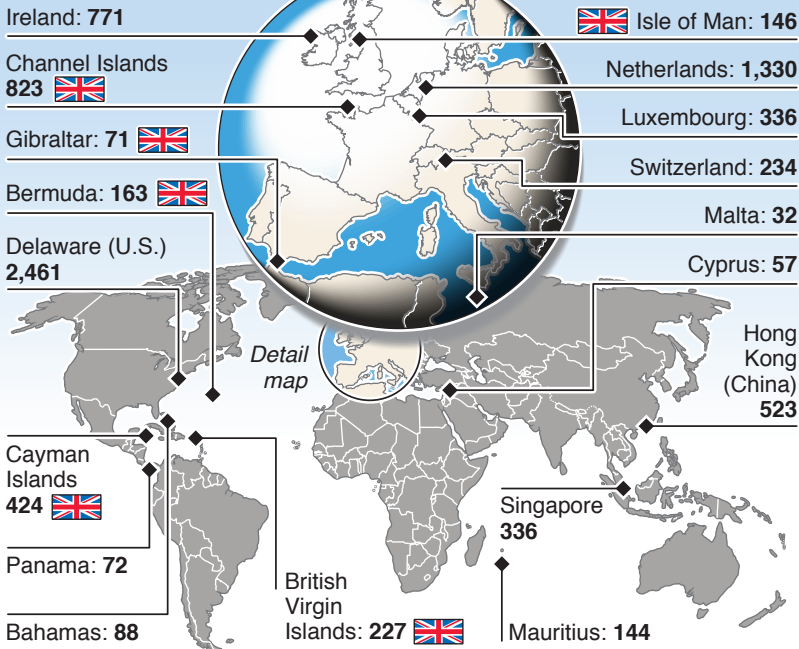 Ireland: 771
Channel Islands
823
Gibraltar: 71
Bermuda: 163
Delaware (U.S.)
2,461
Isle of Man: 146
Netherlands: 1,330
Luxembourg: 336
Switzerland: 234
Malta: 32
Cyprus: 57
Hong
Kong
(China)
523
Detail
map
Cayman
Islands
424
Panama: 72
Bahamas: 88
British
Virgin
Islands: 227
Singapore
336
Mauritius: 144